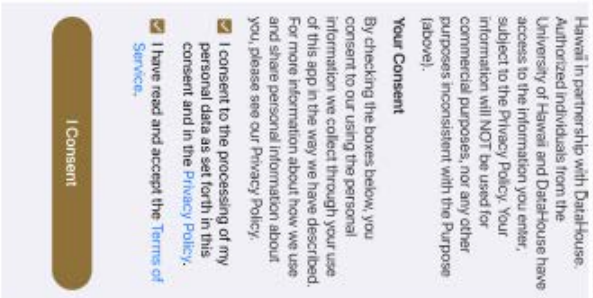 Hawaii in partnership with DataHouse.
Authorized individuals from the
University of Hawaii and DataHouse have
access to the information you enter,
subject to the Privacy Policy. Your
information will NOT be used for
commercial purposes, nor any other
purposes inconsistent with the Purpose
(above).
Your Consent
By checking the boxes below, you
consent to our using the personal
information we collect through your use
of this app in the way we have described.
For more information about how we use
and share personal information about
you, please see our Privacy Policy.
I consent to the processing of my
personal data as set forth in this
consent and in the Privacy Policy.
I have read and accept the Terms of
Service.
I Consent